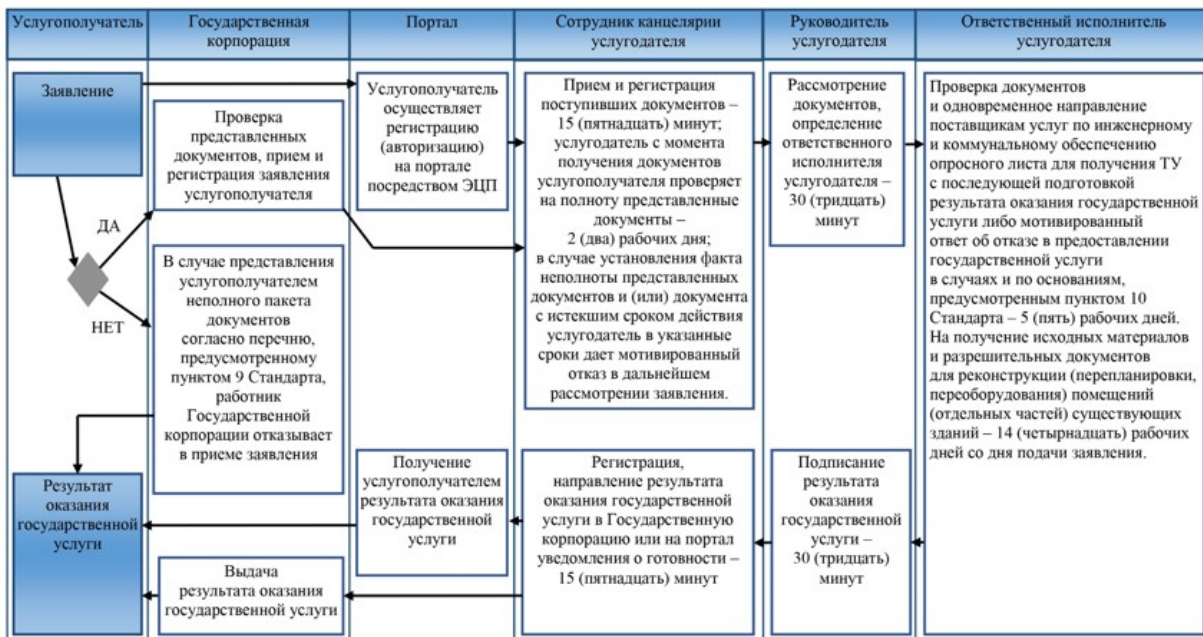 Услугополучатель
Государственная
корпорация
Портал
Сотрудник канцелярии
услугодателя
Руководитель
услугодателя
Ответственный исполнитель
услугодателя
Заявление
ДА
НЕТ
Результат
оказания
государственной
услуги
Проверка
представленных
документов, прием и
регистрация заявления
услугополучателя
В случае представления
услугополучателем
неполного пакета
документов
согласно перечню,
предусмотренному
пунктом 9 Стандарта,
работник
Государственной
корпорации отказывает
в приеме заявления
Выдача
результата оказания
государственной услуги
Услугополучатель
осуществляет
регистрацию
(авторизацию)
на портале
посредством ЭЦП
Получение
услугополучателем
результата оказания
государственной
услуги
Прием и регистрация
поступивших документов –
15 (пятнадцать) минут;
услугодатель с момента
получения документов
услугополучателя проверяет
на полноту представленные
документы –
2 (два) рабочих дня;
в случае установления факта
неполноты представленных
документов и (или) документа
с истекшим сроком действия
услугодатель в указанные
сроки дает мотивированный
отказ в дальнейшем
рассмотрении заявления.
Регистрация,
направление результата
оказания государственной
услуги в Государственную
корпорацию или на портал
уведомления о готовности –
15 (пятнадцать) минут
Рассмотрение
документов,
определение
ответственного
исполнителя
услугодателя –
30 (тридцать)
минут
Подписание
результата
оказания
государственной
услуги –
30 (тридцать)
минут
Проверка документов
и одновременное направление
поставщикам услуг по инженерному
и коммунальному обеспечению
опросного листа для получения ТУ
с последующей подготовкой
результата оказания государственной
услуги либо мотивированный
ответ об отказе в предоставлении
государственной услуги
в случаях и по основаниям,
предусмотренным пунктом 10
Стандарта – 5 (пять) рабочих дней.
На получение исходных материалов
и разрешительных документов
для реконструкции (перепланировки,
переоборудования) помещений
(отдельных частей) существующих
зданий – 14 (четырнадцать) рабочих
дней со дня подачи заявления.